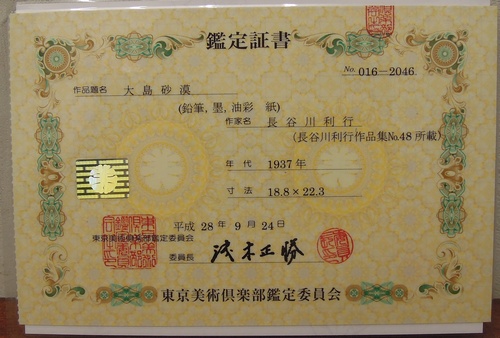 鑑定証書
No. 016－2046
作品題名 大島砂漠
(鉛筆,墨,油彩 紙)
作家名 長谷川利行
(長谷川利行作品集No.48所載)
年代 1937年
寸法 18.8×22.3
平成 28年 9月 24日
東京美術倶楽部鑑定委員会
委員長
東京美術倶楽部鑑定委員会